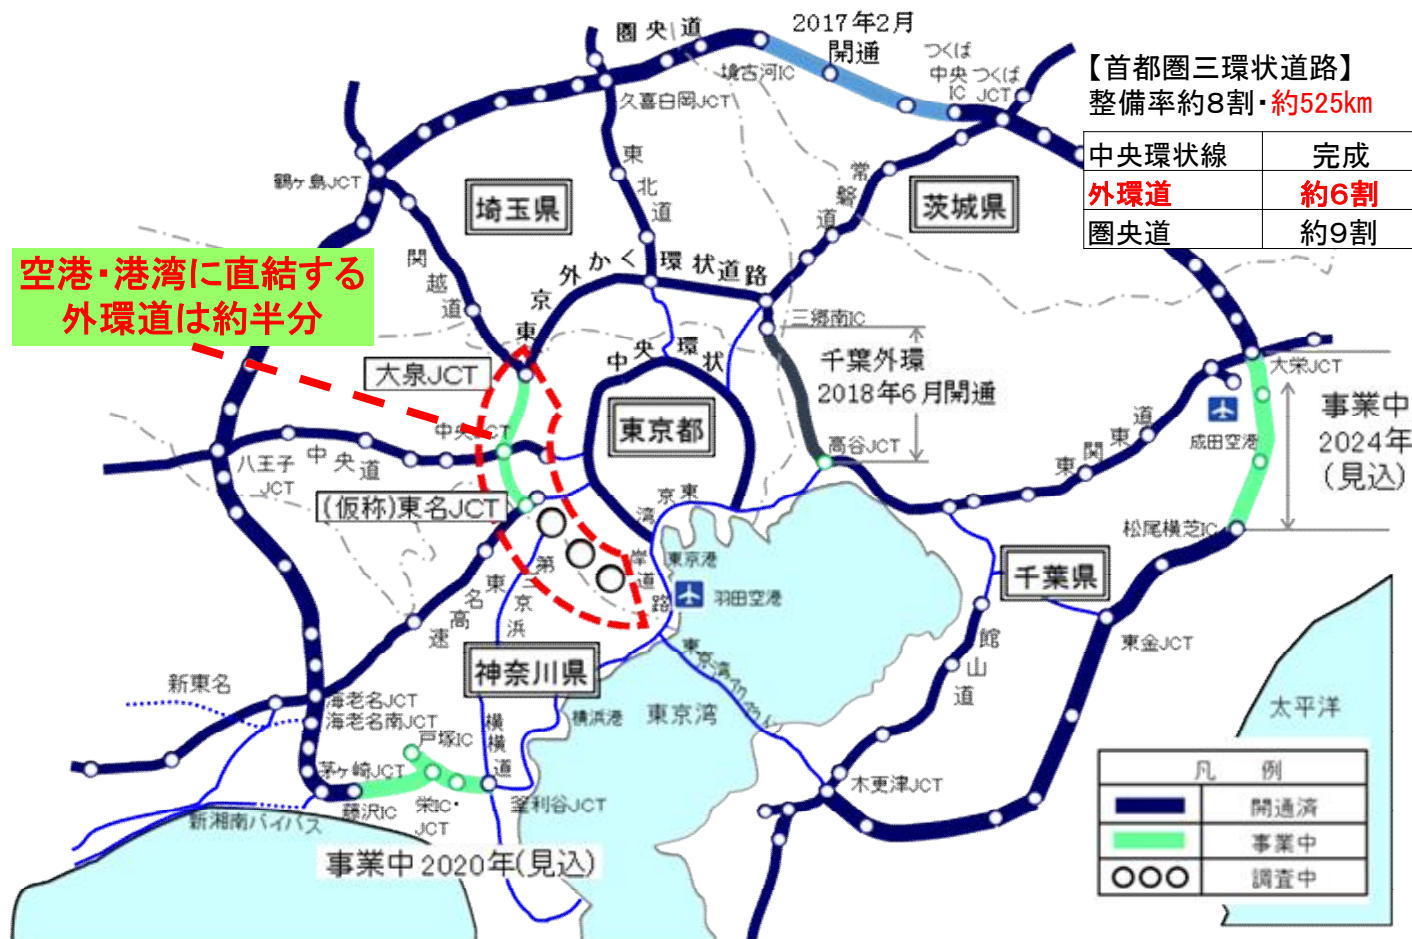 圏央道
2017年2月
開通
つくば
中央
IC
つくば
JCT
境古河IC
【首都圏三環状道路】
整備率約8割・約525km
中央環状線 完成
外環道 約6割
圏央道 約9割
久喜白岡JCT
鶴ヶ島JCT
東北道
常磐道
埼玉県
茨城県
空港・港湾に直結する
外環道は約半分
関越道
東京外かく環状道路
三郷南IC
大泉JCT
中央環状
千葉外環
2018年6月開通
大栄JCT
東京都
成田空港
事業中
2024年
(見込)
中央JCT
高谷JCT
東関東道
八王子
JCT
中央道
(仮称)東名JCT
松尾横芝IC
東京湾岸道路
東京港
羽田空港
第三京浜
東名高速
千葉県
東金JCT
館山道
神奈川県
新東名
海老名JCT
海老名南JCT
横浜港
東京湾
東京湾アクアライン
太平洋
戸塚IC
横横道
茅ヶ崎JCT
藤沢IC
栄IC・
JCT
釜利谷JCT
木更津JCT
新湘南バイパス
事業中 2020年(見込)
凡例
開通済
事業中
調査中